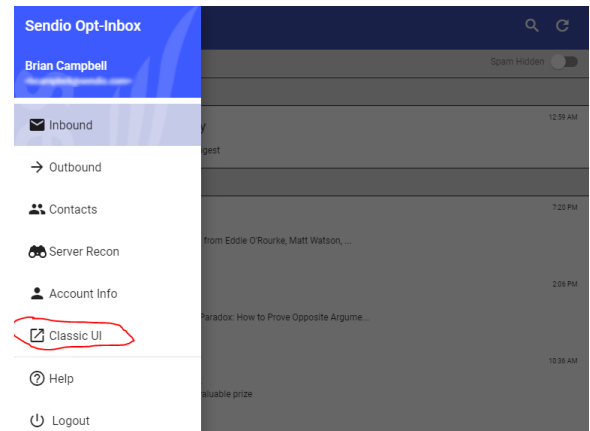 Sendio Opt-Inbox
Brian Campbell
Spam Hidden
Inbound
12:59 AM
y
gest
Outbound
Contacts
7:20 PM
from Eddie O'Rourke, Matt Watson, ...
Server Recon
Account Info
2:06 PM
Paradox: How to Prove Opposite Argume...
Classic UI
10:36 AM
Help
aluable prize
Logout